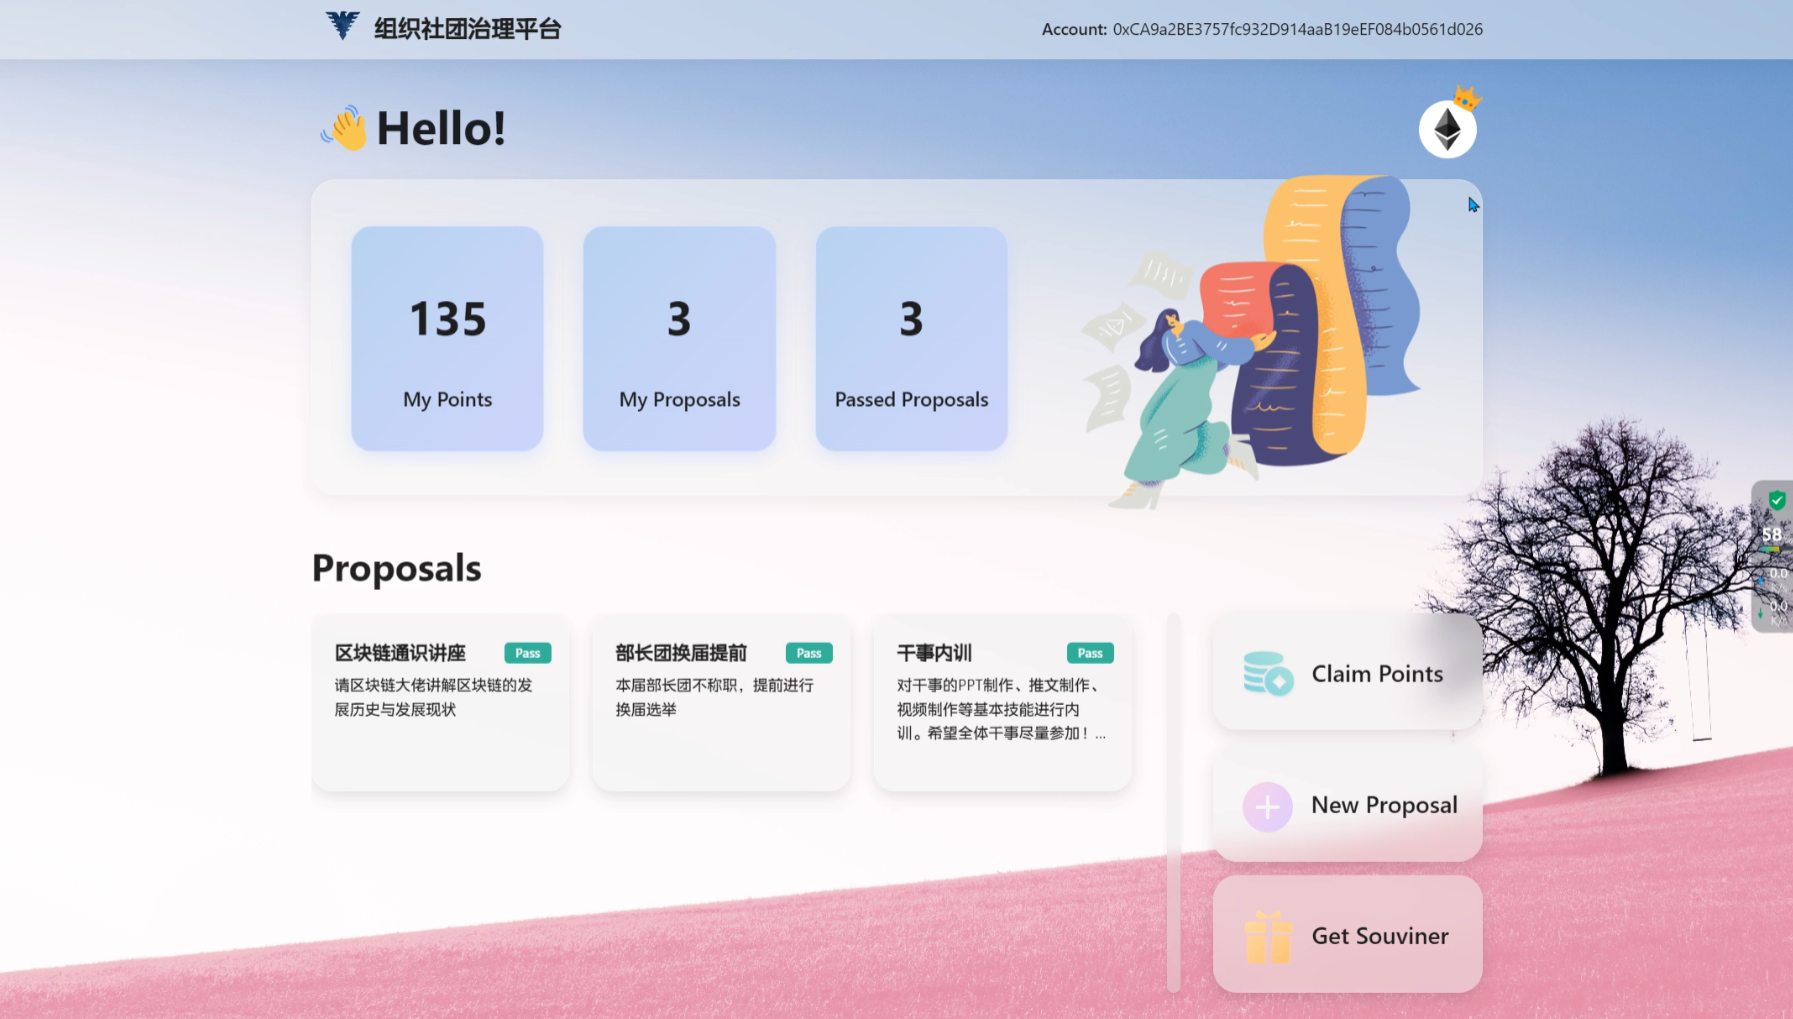 组织社团治理平台
Account: 0xCA9a2BE3757fc932D914aaB19eEF084b0561d026
Hello!
135
My Points
3
My Proposals
3
Passed Proposals
Proposals
区块链通识讲座
Pass
请区块链大佬讲解区块链的发
展历史与发展现状
部长团换届提前
Pass
本届部长团不称职，提前进行
换届选举
干事内训
Pass
对干事的PPT制作、推文制作、
视频制作等基本技能进行内
训。希望全体干事尽量参加！...
Claim Points
New Proposal
Get Souviner
58
0.0
0.0